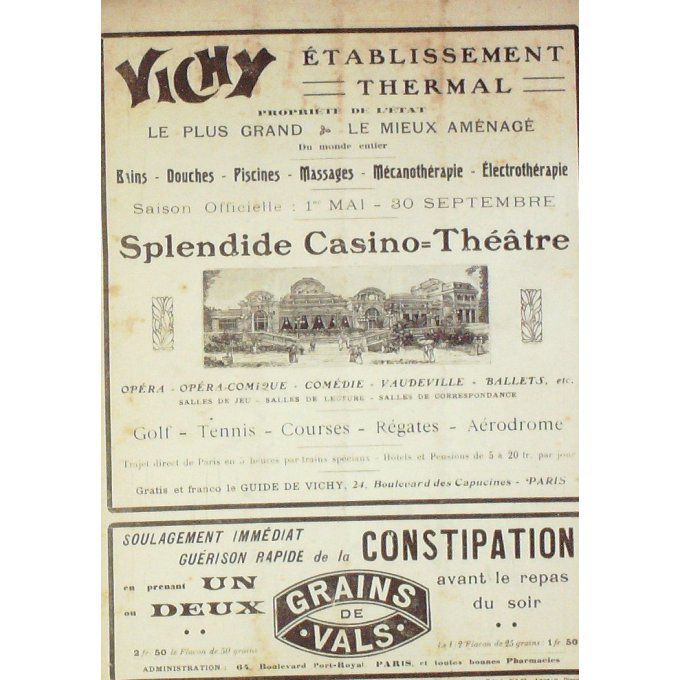 VICHY
ÉTABLISSEMENT
THERMAL
PROPRIÉTÉ DE L'ÉTAT
LE PLUS GRAND LE MIEUX AMÉNAGÉ
Du monde entier
Bains - Douches - Piscines - Massages - Mécanothérapie - Électrothérapie
Saison Officielle : 1er MAI - 30 SEPTEMBRE
Splendide Casino=Théâtre
OPÉRA - OPÉRA-COMIQUE - COMÉDIE - VAUDEVILLE - BALLETS, etc.
SALLES DE JEU - SALLES DE LECTURE - SALLES DE CORRESPONDANCE
Golf - Tennis - Courses - Régates - Aérodrome
Trajet direct de Paris en 5 heures par trains spéciaux - Hôtels et Pensions de 5 à 20 fr. par jour
Gratis et franco le GUIDE DE VICHY, 24, Boulevard des Capucines - PARIS
SOULAGEMENT IMMÉDIAT
GUÉRISON RAPIDE de la CONSTIPATION
en prenant UN
ou DEUX
GRAINS
DE
VALS
avant le repas
du soir
2 fr. 50 le Flacon de 50 grains
Le 1/2 Flacon de 25 grains : 1 fr. 50
ADMINISTRATION : 64, Boulevard Port-Royal PARIS, et toutes bonnes Pharmacies